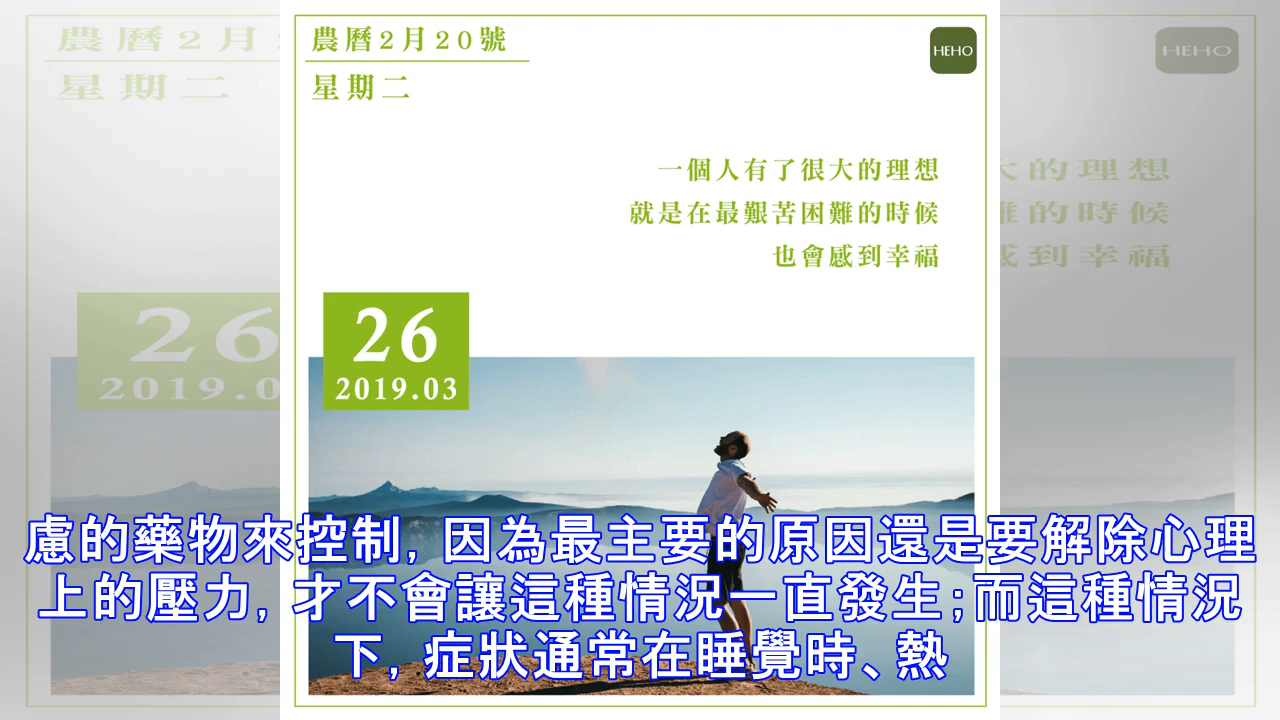 農曆2月20號
HEHO
星期二
一個人有了很大的理想
就是在最艱苦困難的時候
也會感到幸福
26
2019.03
慮的藥物來控制,因為最主要的原因還是要解除心理
上的壓力,才不會讓這種情況一直發生;而這種情況
下,症狀通常在睡覺時、熱